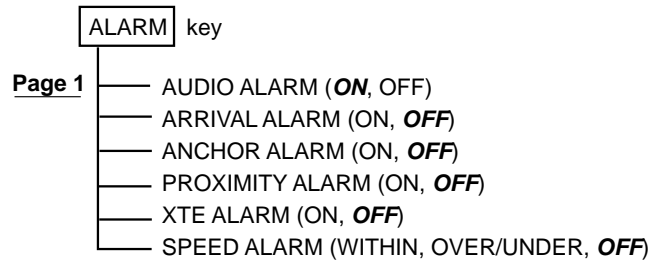 ALARM key
Page 1
AUDIO ALARM (ON, OFF)
ARRIVAL ALARM (ON, OFF)
ANCHOR ALARM (ON, OFF)
PROXIMITY ALARM (ON, OFF)
XTE ALARM (ON, OFF)
SPEED ALARM (WITHIN, OVER/UNDER, OFF)